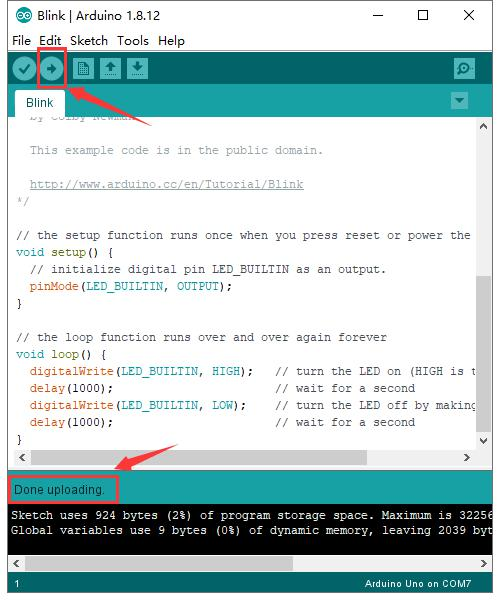 Blink | Arduino 1.8.12
File Edit Sketch Tools Help
Blink
by Colby Newman
This example code is in the public domain.
http://www.arduino.cc/en/Tutorial/Blink
*/
// the setup function runs once when you press reset or power the
void setup() {
// initialize digital pin LED_BUILTIN as an output.
pinMode(LED_BUILTIN, OUTPUT);
}
// the loop function runs over and over again forever
void loop() {
digitalWrite(LED_BUILTIN, HIGH); // turn the LED on (HIGH is t
delay(1000); // wait for a second
digitalWrite(LED_BUILTIN, LOW); // turn the LED off by making
delay(1000); // wait for a second
}
Done uploading.
Sketch uses 924 bytes (2%) of program storage space. Maximum is 32256
Global variables use 9 bytes (0%) of dynamic memory, leaving 2039 byt
1 Arduino Uno on COM7